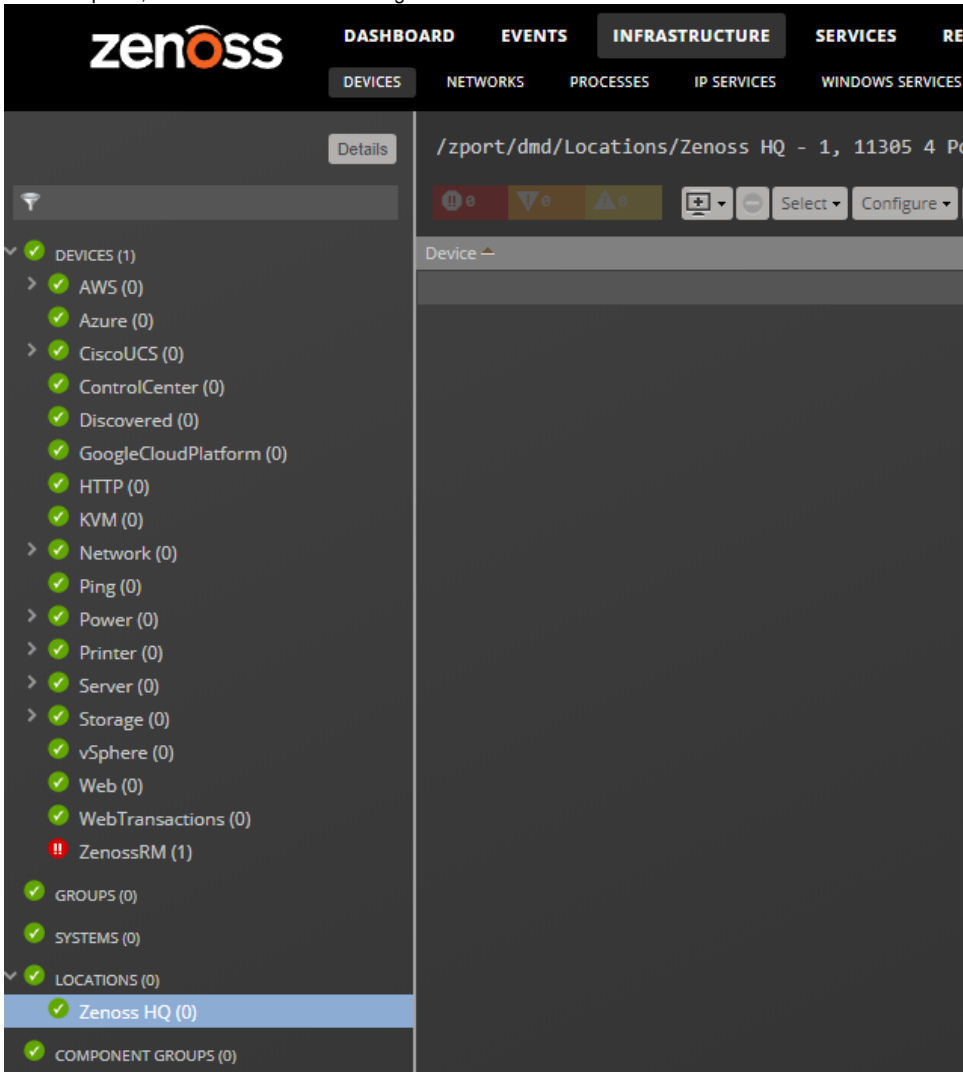 zenoss
DASHBOARD EVENTS INFRASTRUCTURE SERVICES RE
DEVICES NETWORKS PROCESSES IP SERVICES WINDOWS SERVICES
Details
/zport/dmd/Locations/Zenoss HQ - 1, 11305 4 Po
0 0 0 Select Configure
Device
DEVICES (1)
AWS (0)
Azure (0)
CiscoUCS (0)
ControlCenter (0)
Discovered (0)
GoogleCloudPlatform (0)
HTTP (0)
KVM (0)
Network (0)
Ping (0)
Power (0)
Printer (0)
Server (0)
Storage (0)
vSphere (0)
Web (0)
WebTransactions (0)
ZenossRM (1)
GROUPS (0)
SYSTEMS (0)
LOCATIONS (0)
Zenoss HQ (0)
COMPONENT GROUPS (0)